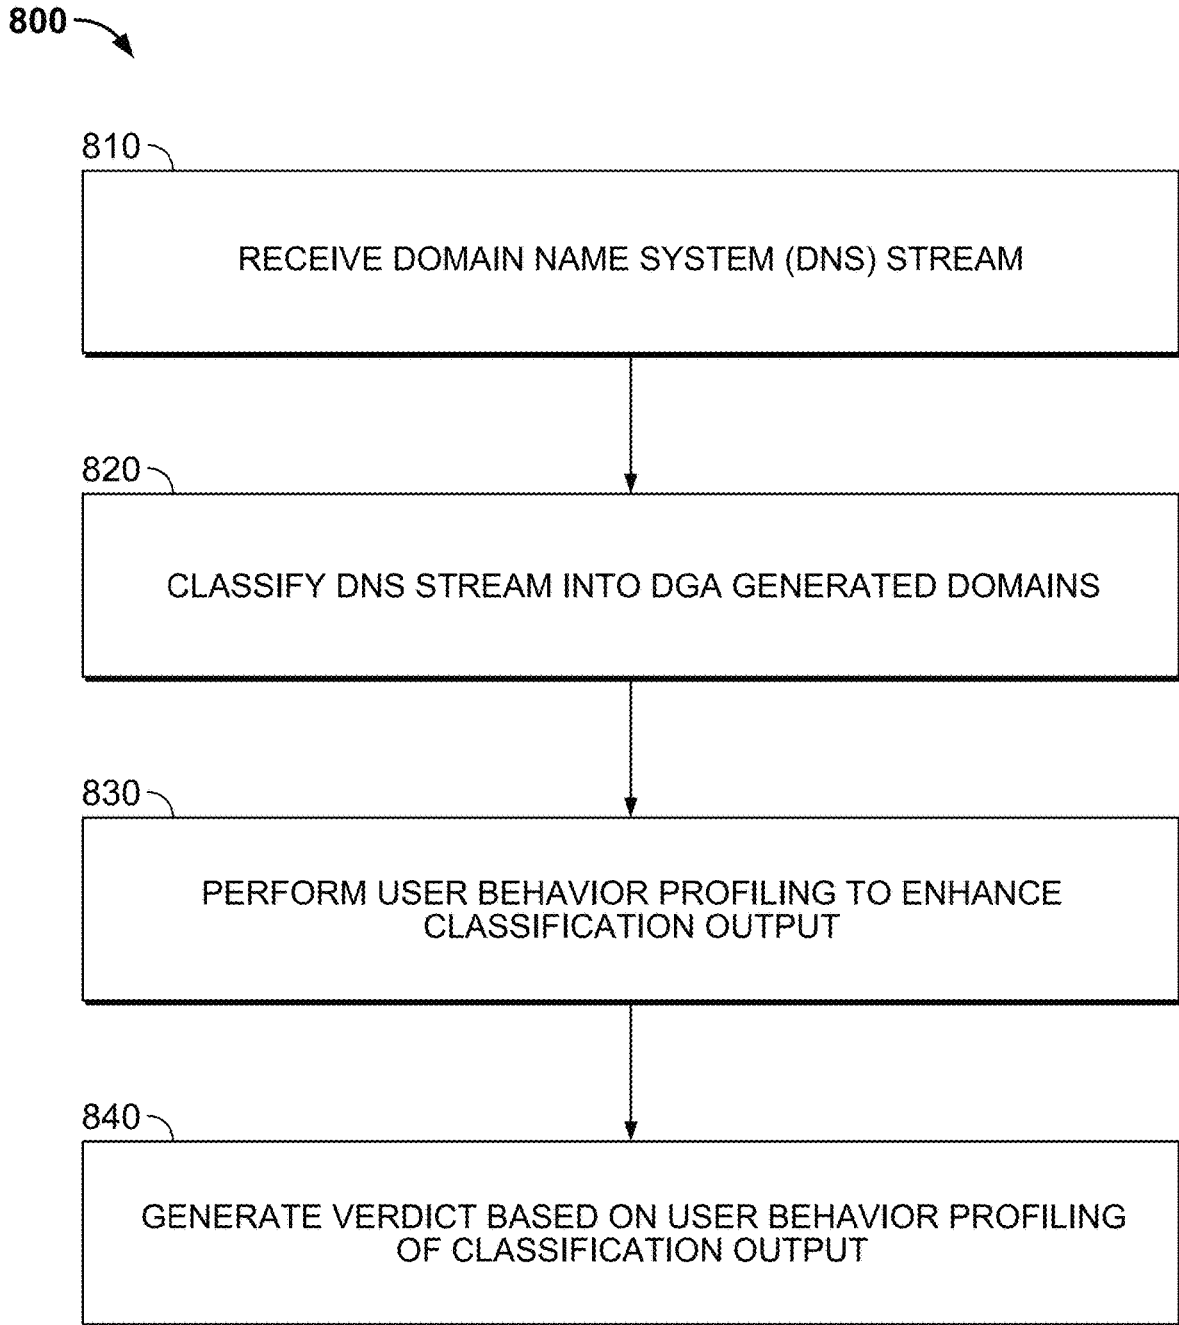 800
810
RECEIVE DOMAIN NAME SYSTEM (DNS) STREAM
820
CLASSIFY DNS STREAM INTO DGA GENERATED DOMAINS
830
PERFORM USER BEHAVIOR PROFILING TO ENHANCE
CLASSIFICATION OUTPUT
840
GENERATE VERDICT BASED ON USER BEHAVIOR PROFILING
OF CLASSIFICATION OUTPUT